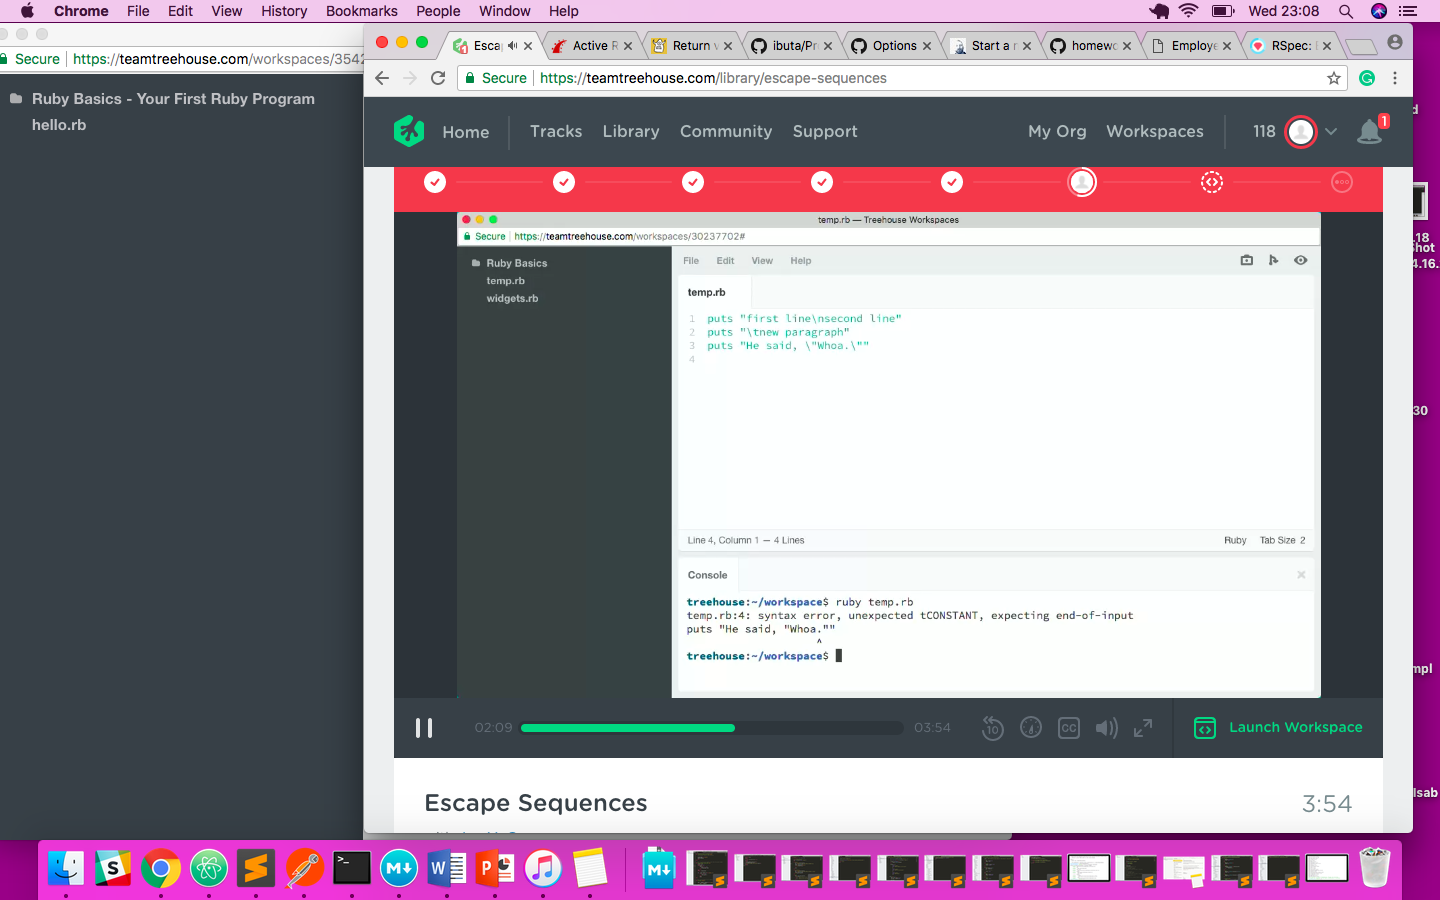 Chrome File Edit View History Bookmarks People Window Help Wed 23:08
Secure https://teamtreehouse.com/workspaces/3542
Ruby Basics - Your First Ruby Program
hello.rb
Esca Active R Return v ibuta/Pr Options Start a r homewo Employe RSpec:
Secure https://teamtreehouse.com/library/escape-sequences
Home Tracks Library Community Support My Org Workspaces 118 1
temp.rb — Treehouse Workspaces
Secure https://teamtreehouse.com/workspaces/30237702#
Ruby Basics
temp.rb
widgets.rb
File Edit View Help
temp.rb
1 puts "first line\nsecond line"
2 puts "\tnew paragraph"
3 puts "He said, \"Whoa.\""
4
Line 4, Column 1 — 4 Lines Ruby Tab Size 2
Console
treehouse:~/workspace$ ruby temp.rb
temp.rb:4: syntax error, unexpected tCONSTANT, expecting end-of-input
puts "He said, "Whoa.""
^
treehouse:~/workspace$
02:09 03:54 10 CC Launch Workspace
Escape Sequences 3:54
d
.18
hot
4.16.
30
mpl
lsab